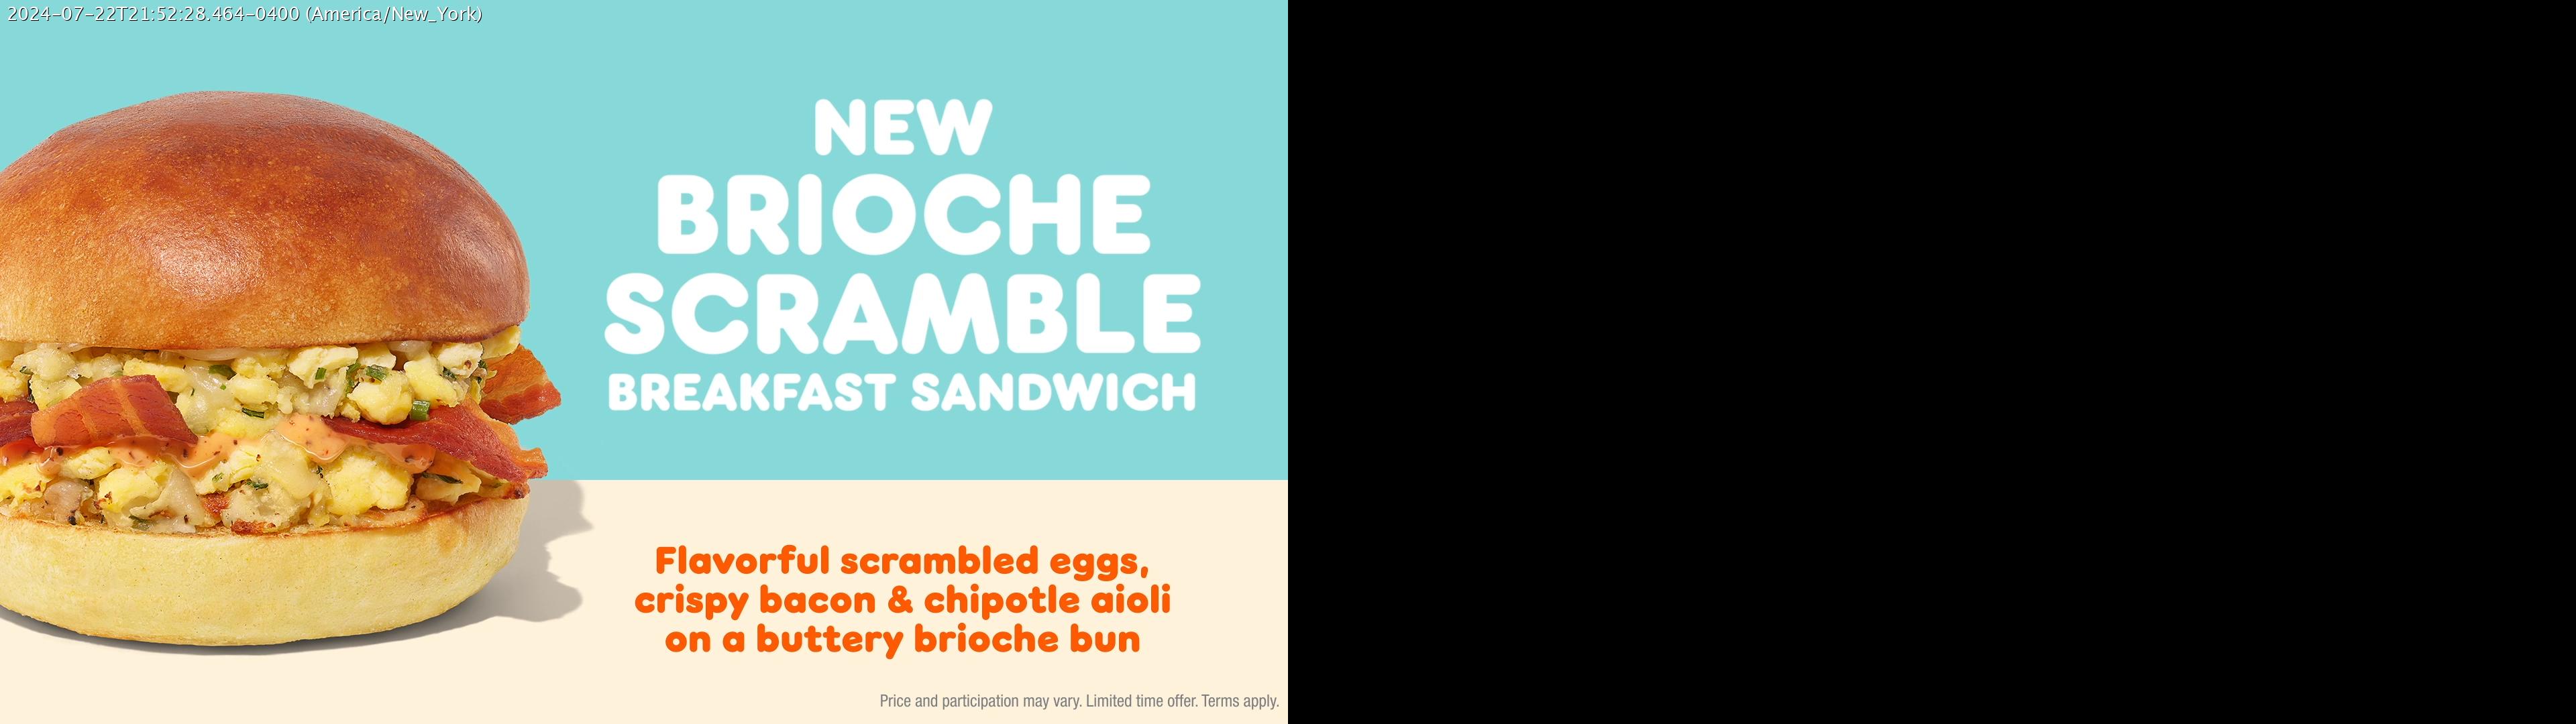 2024-07-22T21:52:28.464-0400 (America/New_York)
NEW
BRIOCHE
SCRAMBLE
BREAKFAST SANDWICH
Flavorful scrambled eggs,
crispy bacon & chipotle aioli
on a buttery brioche bun
Price and participation may vary. Limited time offer. Terms apply.